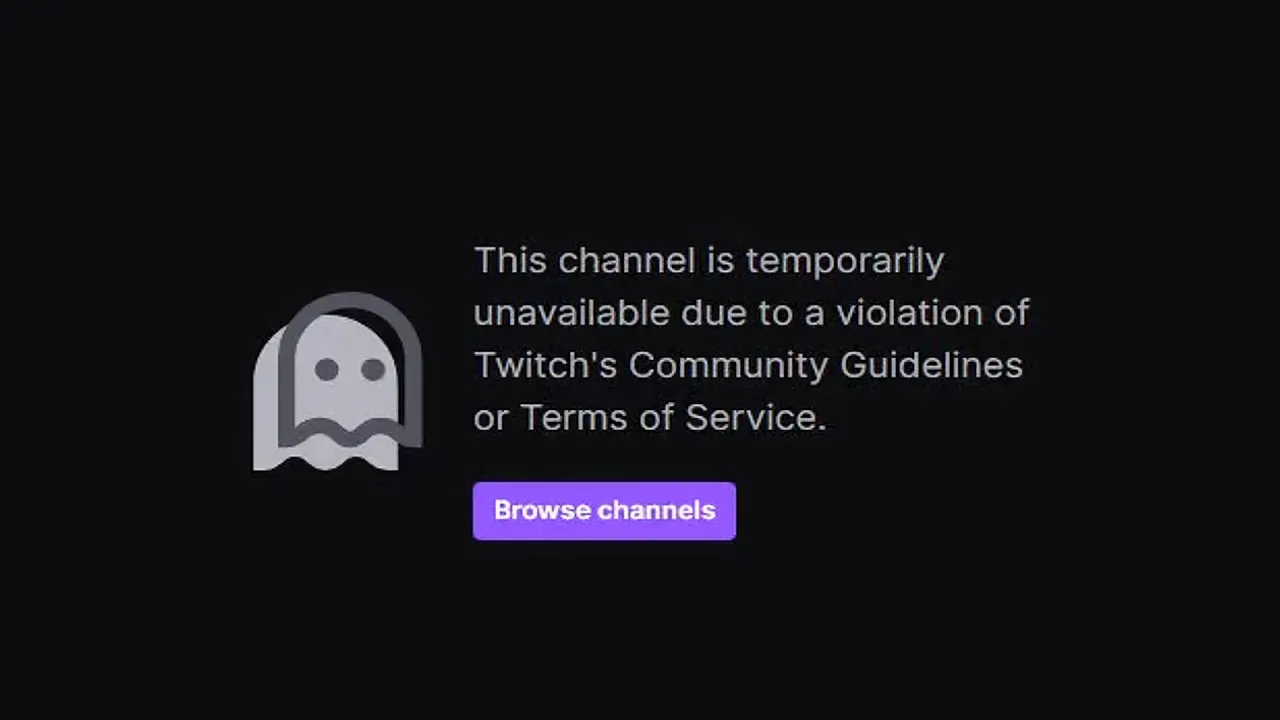 This channel is temporarily
unavailable due to a violation of
Twitch's Community Guidelines
or Terms of Service.
Browse channels